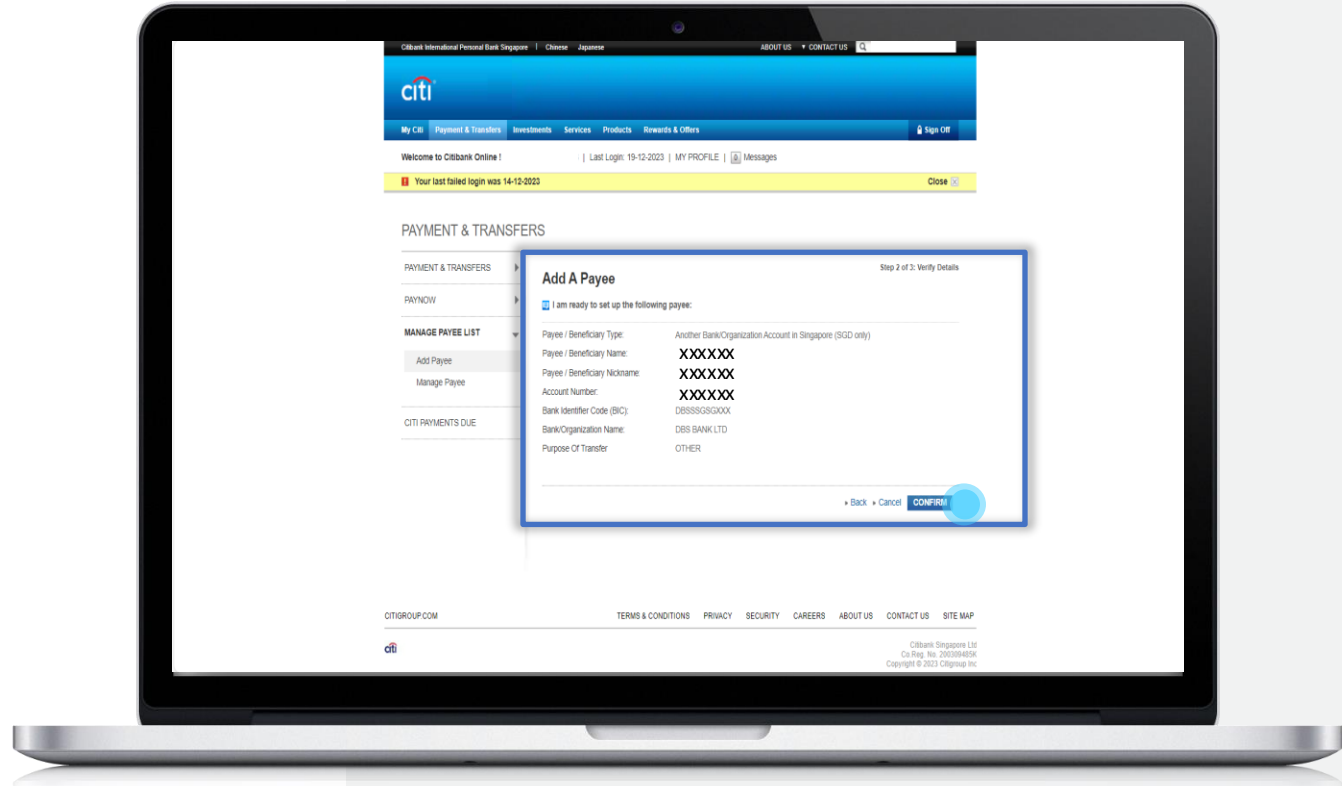 Citibank International Personal Bank Singapore | Chinese Japanese ABOUT US ▼ CONTACT US
citi
My Citi Payment & Transfers Investments Services Products Rewards & Offers Sign Off
Welcome to Citibank Online ! | Last Login: 19-12-2023 | MY PROFILE | Messages
Your last failed login was 14-12-2023 Close
PAYMENT & TRANSFERS
PAYMENT & TRANSFERS
PAYNOW
MANAGE PAYEE LIST
Add Payee
Manage Payee
CITI PAYMENTS DUE
Step 2 of 3: Verify Details
Add A Payee
I am ready to set up the following payee:
Payee / Beneficiary Type: Another Bank/Organization Account in Singapore (SGD only)
Payee / Beneficiary Name: XXXXXX
Payee / Beneficiary Nickname: XXXXXX
Account Number: XXXXXX
Bank Identifier Code (BIC): DBSSSGSGXXX
Bank/Organization Name: DBS BANK LTD
Purpose Of Transfer OTHER
Back Cancel CONFIRM
CITIGROUP.COM TERMS & CONDITIONS PRIVACY SECURITY CAREERS ABOUT US CONTACT US SITE MAP
citi
Citibank Singapore Ltd
Co.Reg. No. 200309485K
Copyright © 2023 Citigroup Inc